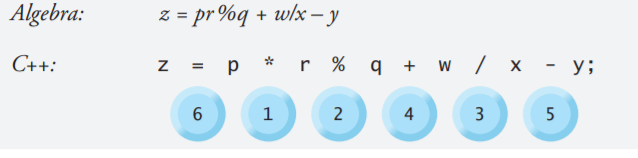 Algebra: z = pr%q + w/x – y
C++: z = p * r % q + w / x - y;
6 1 2 4 3 5